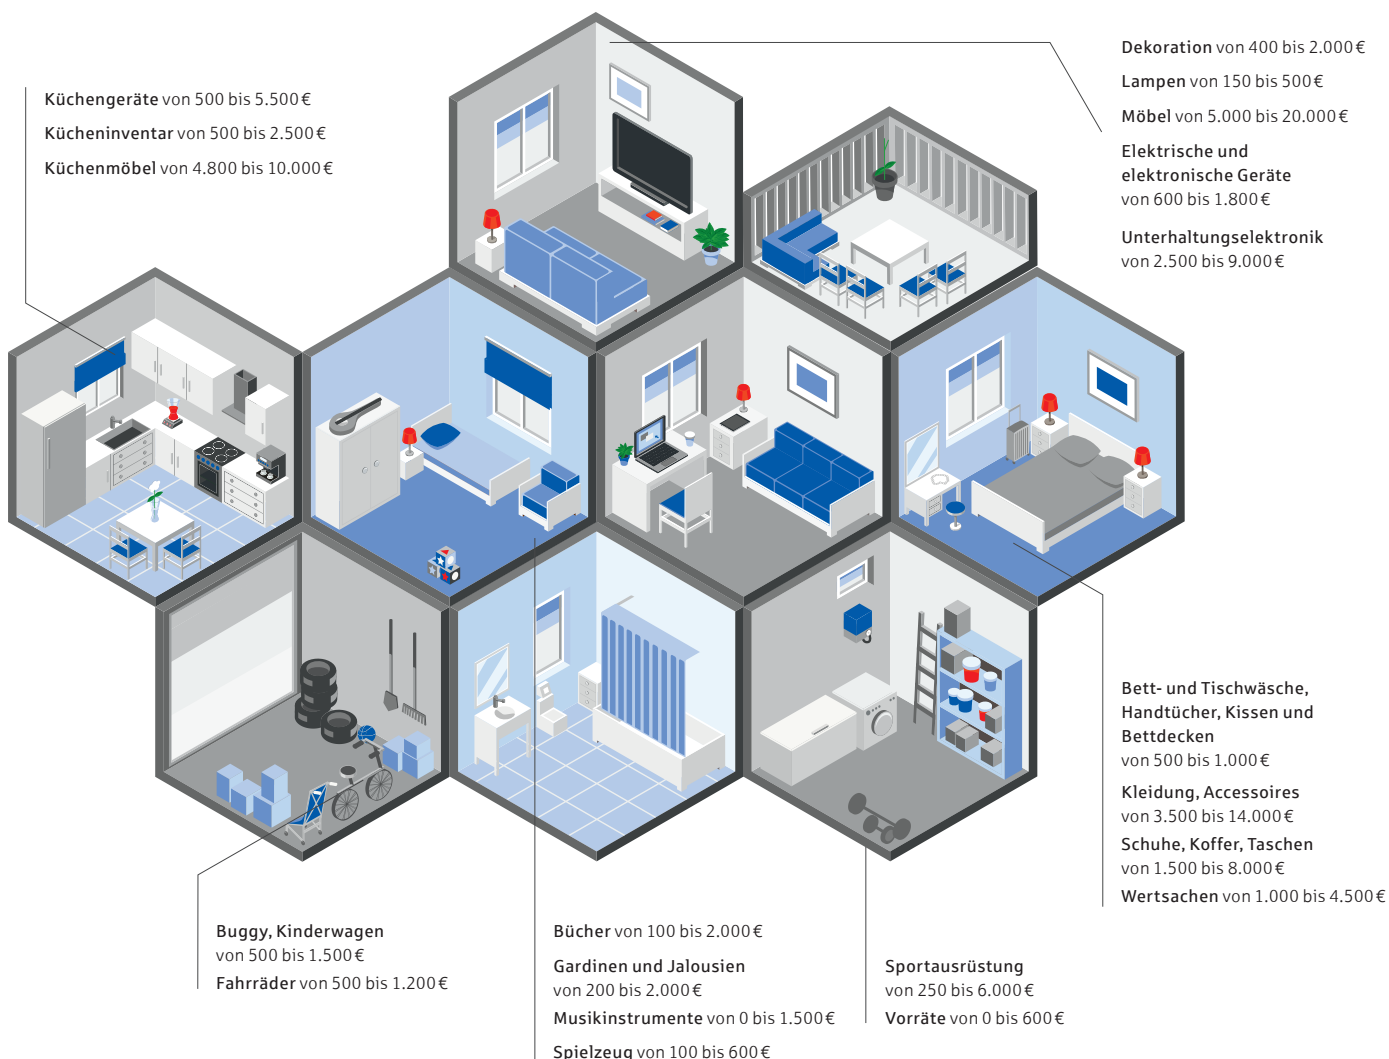 Küchengeräte von 500 bis 5.500 €
Kücheninventar von 500 bis 2.500 €
Küchenmöbel von 4.800 bis 10.000 €
Dekoration von 400 bis 2.000 €
Lampen von 150 bis 500 €
Möbel von 5.000 bis 20.000 €
Elektrische und
elektronische Geräte
von 600 bis 1.800 €
Unterhaltungselektronik
von 2.500 bis 9.000 €
Bett- und Tischwäsche,
Handtücher, Kissen und
Bettdecken
von 500 bis 1.000 €
Kleidung, Accessoires
von 3.500 bis 14.000 €
Schuhe, Koffer, Taschen
von 1.500 bis 8.000 €
Wertsachen von 1.000 bis 4.500 €
Buggy, Kinderwagen
von 500 bis 1.500 €
Fahrräder von 500 bis 1.200 €
Bücher von 100 bis 2.000 €
Gardinen und Jalousien
von 200 bis 2.000 €
Musikinstrumente von 0 bis 1.500 €
Spielzeug von 100 bis 600 €
Sportausrüstung
von 250 bis 6.000 €
Vorräte von 0 bis 600 €